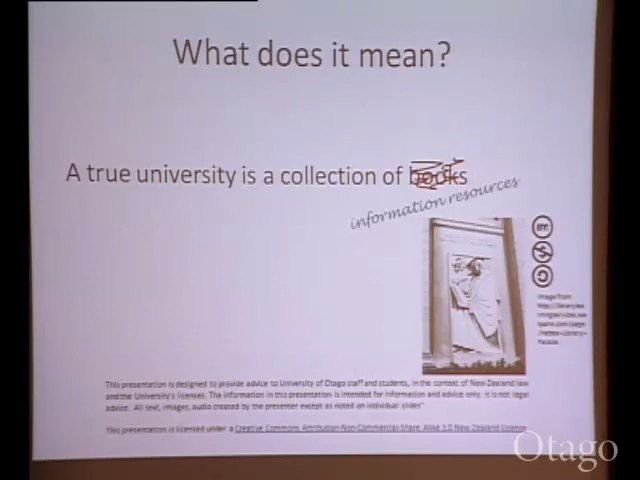 What does it mean?
A true university is a collection of books
information resources
Image from
This presentation is designed to provide advice to University of Otago staff and students, in the context of New Zealand law
and the University's licenses. The information in this presentation is intended for information and advice only; it is not legal
advice. All text, images, audio created by the presenter except as noted on individual slides"
This presentation is licensed under a Creative Commons Attribution-Non-Commercial-Share Alike 3.0 New Zealand License
Otago